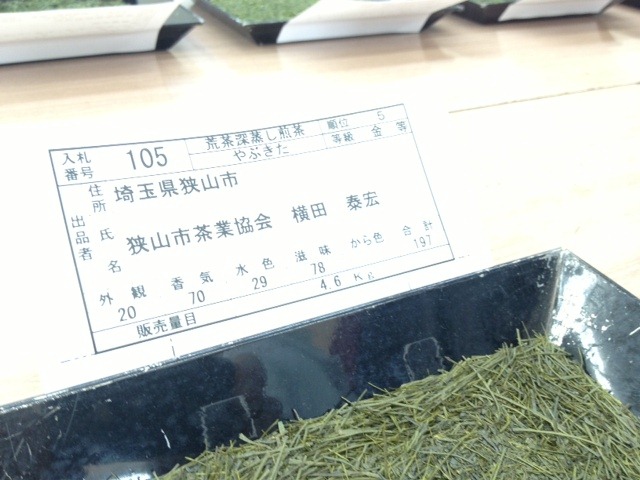 入札番号 105 荒茶深蒸し煎茶 順位 5
やぶきた 等級 金 等
住所 埼玉県狭山市
出品者 氏名 狭山市茶業協会 横田 泰宏
外観 香気 水色 滋味 から色 合計
20 70 29 78 197
販売量目 46 Kg